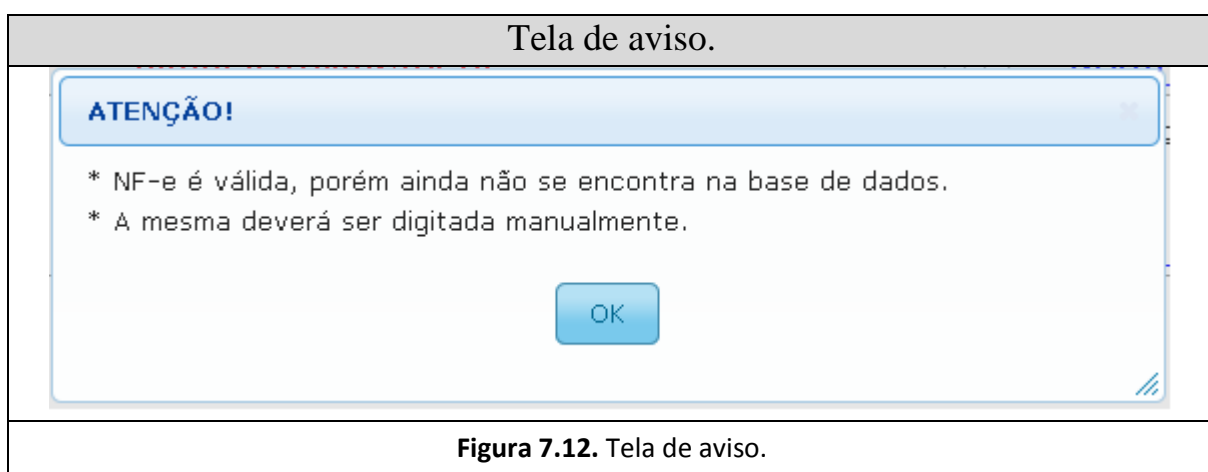 Tela de aviso.
ATENÇÃO!
* NF-e é válida, porém ainda não se encontra na base de dados.
* A mesma deverá ser digitada manualmente.
OK
Figura 7.12. Tela de aviso.